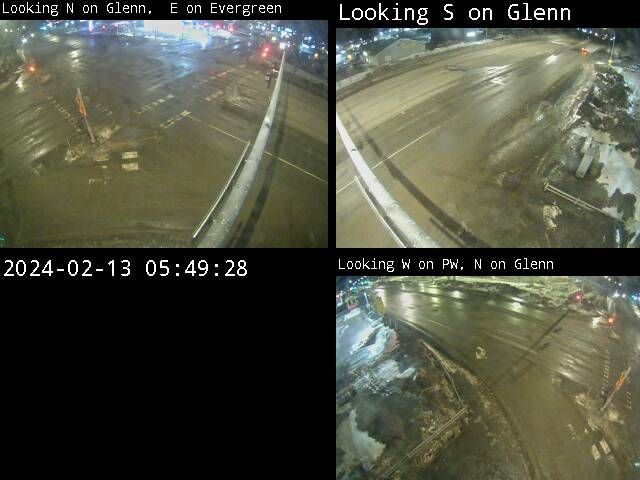 Looking N on Glenn, E on Evergreen
Looking S on Glenn
2024-02-13 05:49:28
Looking W on PW, N on Glenn